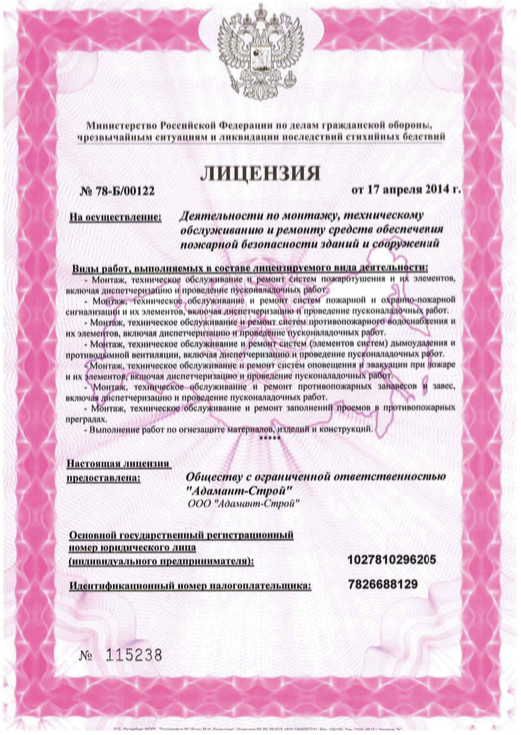 Министерство Российской Федерации по делам гражданской обороны,
чрезвычайным ситуациям и ликвидации последствий стихийных бедствий
ЛИЦЕНЗИЯ
№ 78-Б/00122 от 17 апреля 2014 г.
На осуществление: Деятельности по монтажу, техническому
обслуживанию и ремонту средств обеспечения
пожарной безопасности зданий и сооружений
Виды работ, выполняемых в составе лицензируемого вида деятельности:
- Монтаж, техническое обслуживание и ремонт систем пожаротушения и их элементов,
включая диспетчеризацию и проведение пусконаладочных работ.
- Монтаж, техническое обслуживание и ремонт систем пожарной и охранно-пожарной
сигнализации и их элементов, включая диспетчеризацию и проведение пусконаладочных работ.
- Монтаж, техническое обслуживание и ремонт систем противопожарного водоснабжения и
их элементов, включая диспетчеризацию и проведение пусконаладочных работ.
- Монтаж, техническое обслуживание и ремонт систем (элементов систем) дымоудаления и
противодымной вентиляции, включая диспетчеризацию и проведение пусконаладочных работ.
- Монтаж, техническое обслуживание и ремонт систем оповещения и эвакуации при пожаре
и их элементов, включая диспетчеризацию и проведение пусконаладочных работ.
- Монтаж, техническое обслуживание и ремонт противопожарных занавесов и завес,
включая диспетчеризацию и проведение пусконаладочных работ.
- Монтаж, техническое обслуживание и ремонт заполнений проемов в противопожарных
преградах.
- Выполнение работ по огнезащите материалов, изделий и конструкций.
*****
Настоящая лицензия
предоставлена: Обществу с ограниченной ответственностью
"Адамант-Строй"
ООО "Адамант-Строй"
Основной государственный регистрационный
номер юридического лица
(индивидуального предпринимателя): 1027810296205
Идентификационный номер налогоплательщика: 7826688129
№ 115238